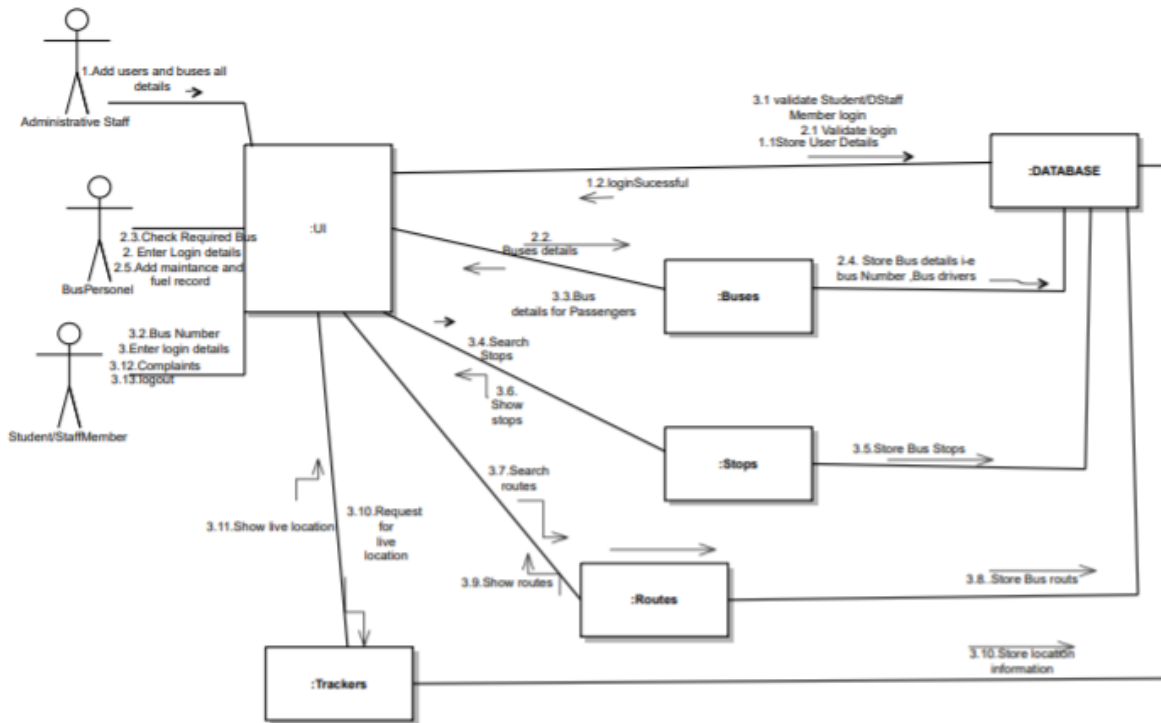 1.Add users and buses all
details
Administrative Staff
3.1 validate Student/DStaff
Member login
2.1 Validate login
1.1Store User Details
:DATABASE
1.2.loginSucessful
:UI
2.3.Check Required Bus
2. Enter Login details
2.5.Add maintance and
fuel record
BusPersonel
2.2.
Buses details
2.4. Store Bus details i-e
bus Number ,Bus drivers
:Buses
3.3.Bus
details for Passengers
3.2.Bus Number
3.Enter login details
3.12.Complaints
3.13.logout
Student/StaffMember
3.4.Search
Stops
3.6.
Show
stops
:Stops
3.5.Store Bus Stops
3.7.Search
routes
3.11.Show live location
3.10.Request
for
live
location
3.9.Show routes
:Routes
3.8..Store Bus routs
3.10.Store location
information
:Trackers